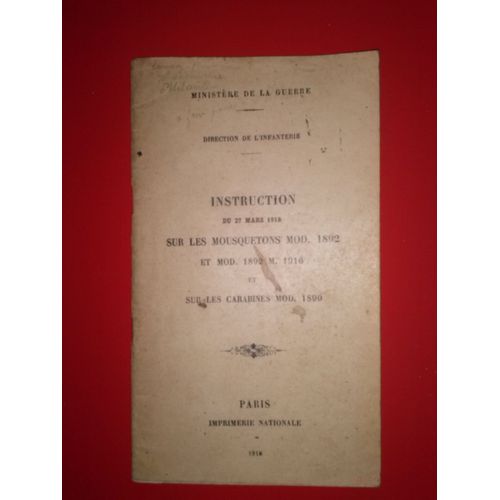 MINISTÈRE DE LA GUERRE
DIRECTION DE L'INFANTERIE
INSTRUCTION
DU 27 MARS 1918
SUR LES MOUSQUETONS MOD. 1892
ET MOD. 1892 M. 1916
ET
SUR LES CARABINES MOD. 1890
PARIS
IMPRIMERIE NATIONALE
1918